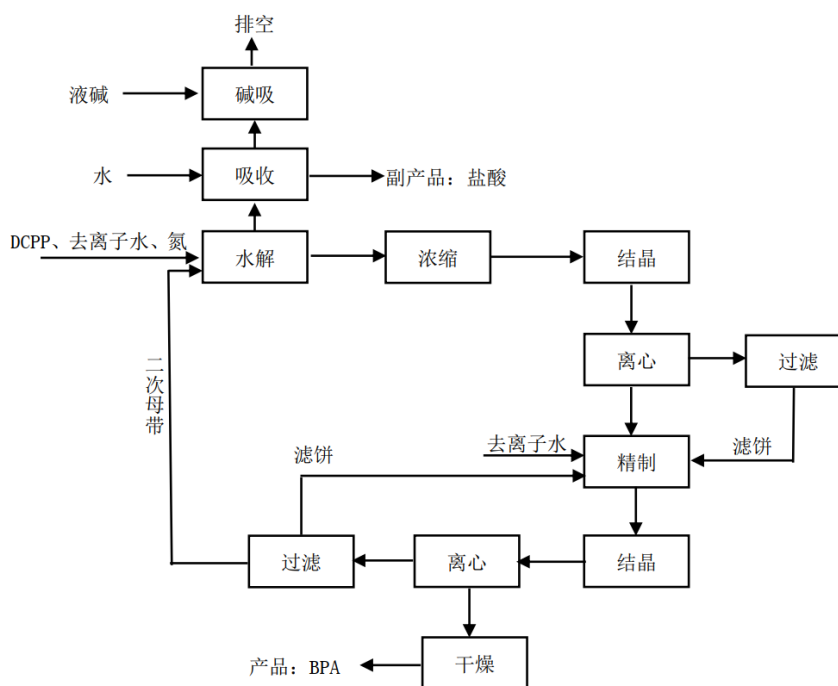 排空
液碱
碱吸
水
吸收
副产品：盐酸
DCPP、去离子水、氮
水解
浓缩
结晶
二次母带
离心
过滤
去离子水
精制
滤饼
滤饼
过滤
离心
结晶
产品：BPA
干燥